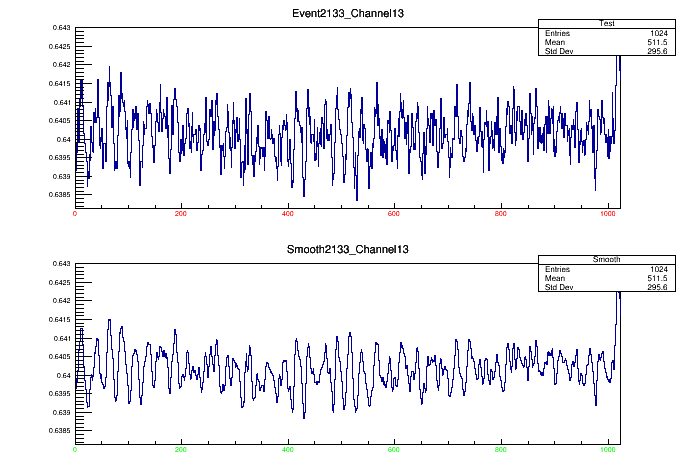 Event2133_Channel13
Test
Entries 1024
Mean 511.5
Std Dev 295.6
0.643
0.6425
0.642
0.6415
0.641
0.6405
0.64
0.6395
0.639
0.6385
0 200 400 600 800 1000
Smooth2133_Channel13
Smooth
Entries 1024
Mean 511.5
Std Dev 295.6
0.643
0.6425
0.642
0.6415
0.641
0.6405
0.64
0.6395
0.639
0.6385
0 200 400 600 800 1000